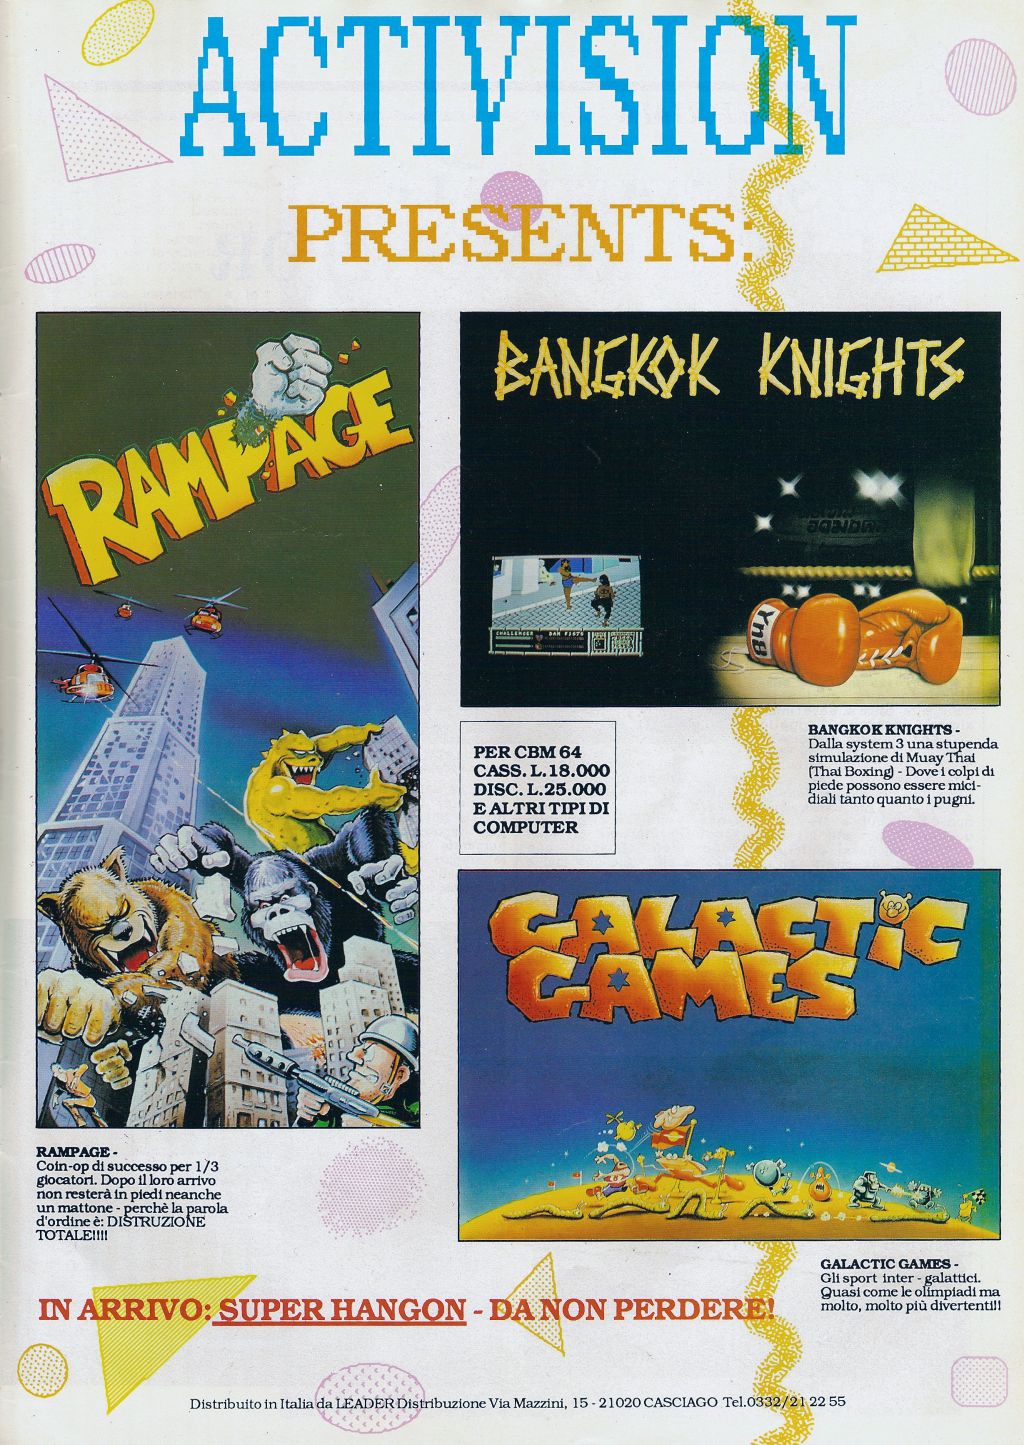 ACTIVISION
PRESENTS:
RAMPAGE
BANGKOK KNIGHTS
CHALLENGER
YnB
PER CBM 64
CASS. L.18.000
DISC. L.25.000
E ALTRI TIPI DI
COMPUTER
BANGKOK KNIGHTS -
Dalla system 3 una stupenda
simulazione di Muay Thai
(Thai Boxing) - Dove i colpi di
piede possono essere mici-
diali tanto quanto i pugni.
GALACTIC
GAMES
RAMPAGE -
Coin-op di successo per 1/3
giocatori. Dopo il loro arrivo
non resterà in piedi neanche
un mattone - perchè la parola
d'ordine è: DISTRUZIONE
TOTALE!!!!
GALACTIC GAMES -
Gli sport inter - galattici.
Quasi come le olimpiadi ma
molto, molto più divertenti!!
IN ARRIVO: SUPER HANGON - DA NON PERDERE!
Distribuito in Italia da LEADER Distribuzione Via Mazzini, 15 - 21020 CASCIAGO Tel.0332/21 22 55